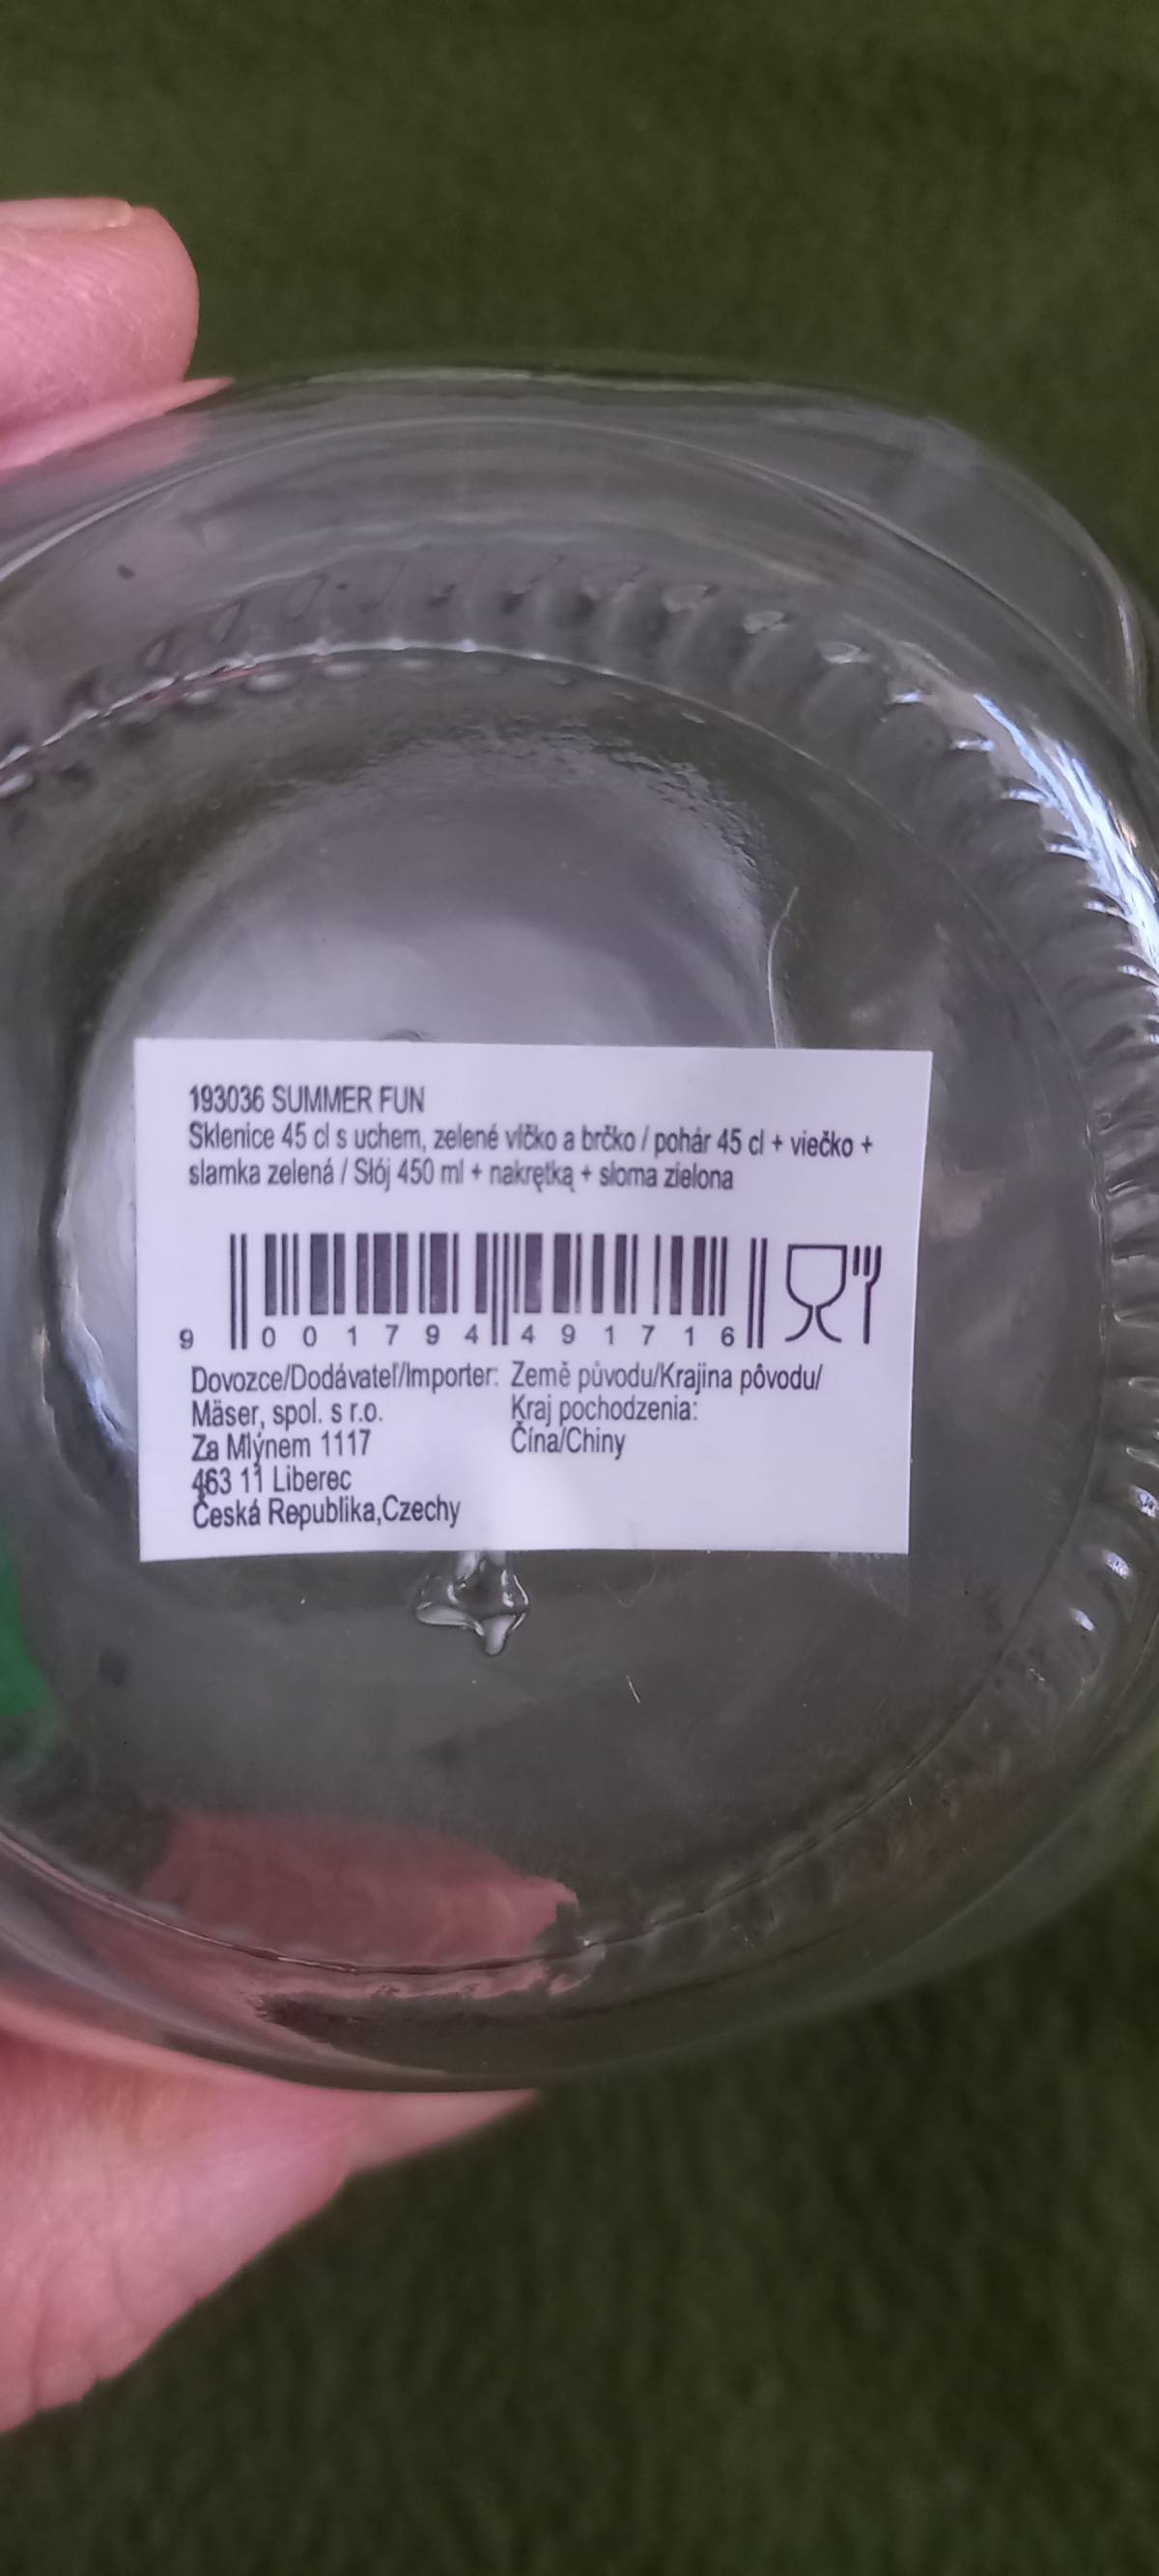 193036 SUMMER FUN
Sklenice 45 cl s uchem, zelené víčko a brčko / pohár 45 cl + viečko +
slamka zelená / Słój 450 ml + nakrętką + słoma zielona
9 001794 491716
Dovozce/Dodávateľ/Importer: Země původu/Krajina pôvodu/
Mäser, spol. s r.o. Kraj pochodzenia:
Za Mlýnem 1117 Čína/Chiny
463 11 Liberec
Česká Republika,Czechy